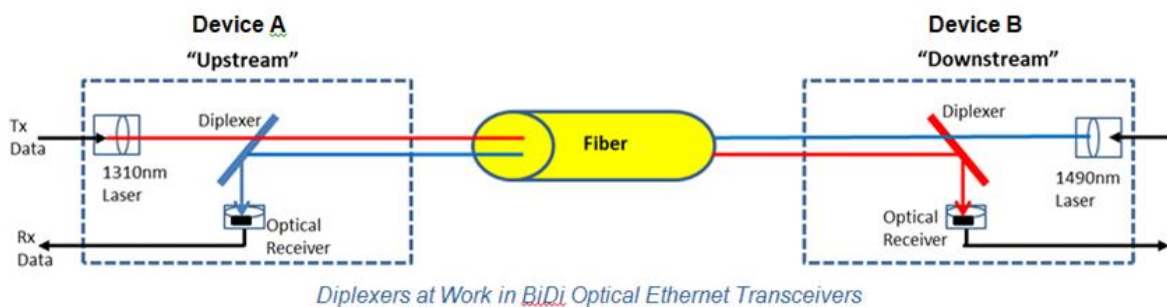 Device A
"Upstream"
Device B
"Downstream"
Tx
Data
Diplexer
1310nm
Laser
Optical
Receiver
Rx
Data
Fiber
Diplexer
1490nm
Laser
Optical
Receiver
Diplexers at Work in BiDi Optical Ethernet Transceivers